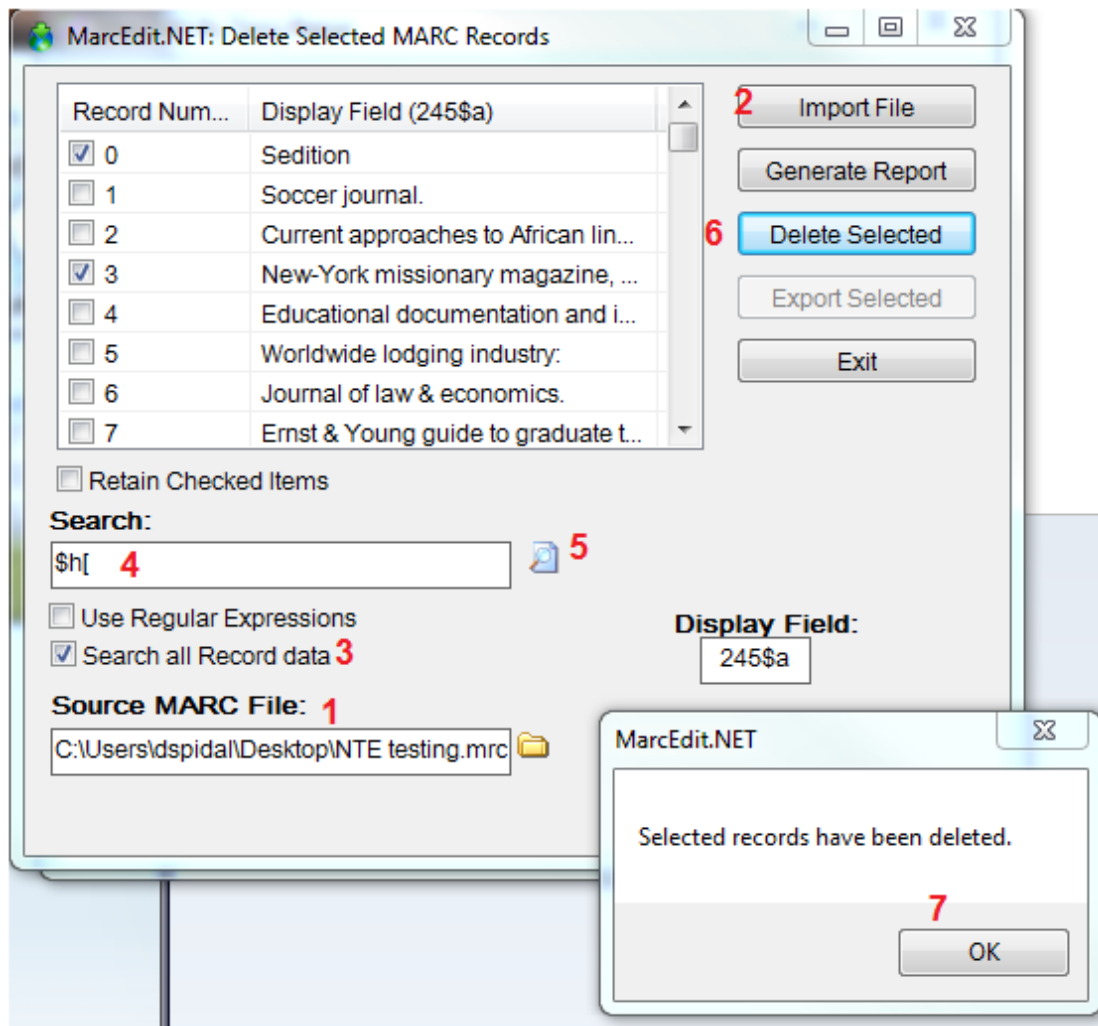 MarcEdit.NET: Delete Selected MARC Records
Record Num... Display Field (245$a)
0 Sedition
1 Soccer journal.
2 Current approaches to African lin...
3 New-York missionary magazine, ...
4 Educational documentation and i...
5 Worldwide lodging industry:
6 Journal of law & economics.
7 Ernst & Young guide to graduate t...
2 Import File
Generate Report
6 Delete Selected
Export Selected
Exit
Retain Checked Items
Search:
$h[ 4
5
Use Regular Expressions
Search all Record data 3
Display Field:
245$a
Source MARC File: 1
C:\Users\dspidal\Desktop\NTE testing.mrc
MarcEdit.NET
Selected records have been deleted.
7
OK